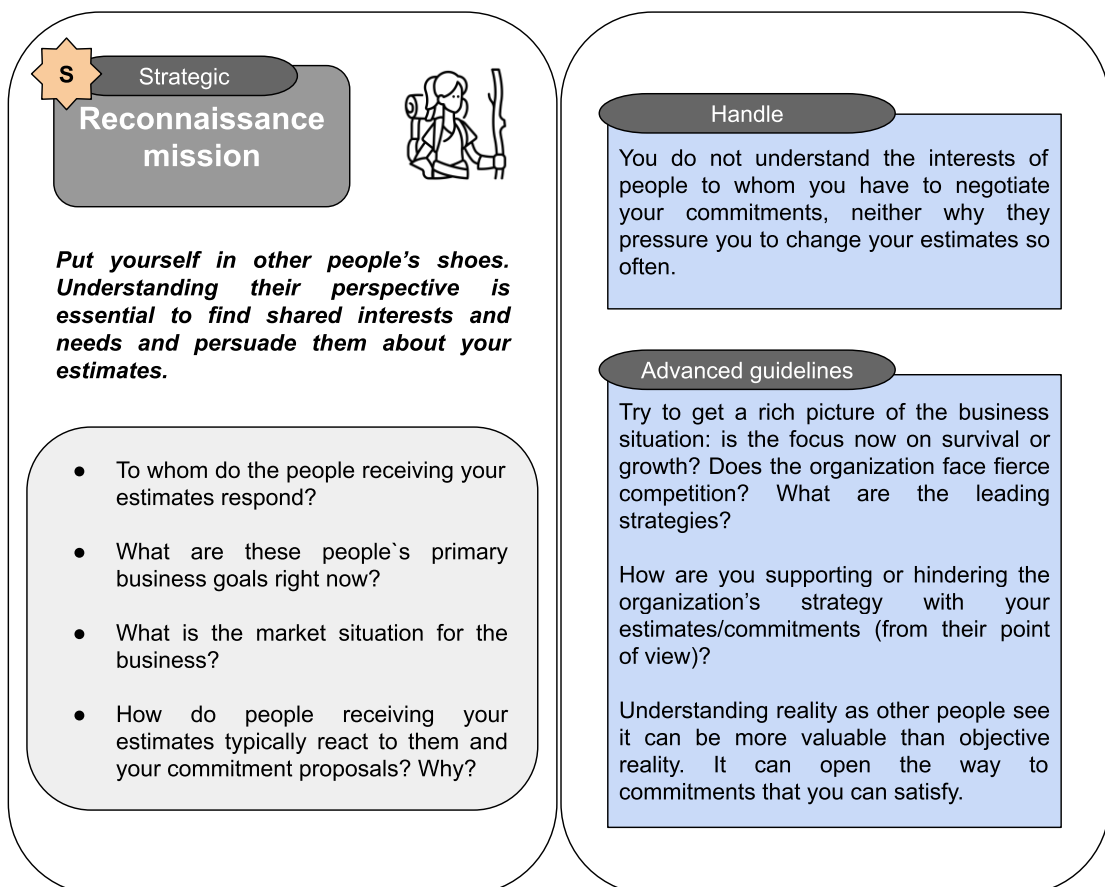 S
Strategic
Reconnaissance
mission
Put yourself in other people’s shoes.
Understanding their perspective is
essential to find shared interests and
needs and persuade them about your
estimates.
● To whom do the people receiving your
estimates respond?
● What are these people`s primary
business goals right now?
● What is the market situation for the
business?
● How do people receiving your
estimates typically react to them and
your commitment proposals? Why?
Handle
You do not understand the interests of
people to whom you have to negotiate
your commitments, neither why they
pressure you to change your estimates so
often.
Advanced guidelines
Try to get a rich picture of the business
situation: is the focus now on survival or
growth? Does the organization face fierce
competition? What are the leading
strategies?
How are you supporting or hindering the
organization’s strategy with your
estimates/commitments (from their point
of view)?
Understanding reality as other people see
it can be more valuable than objective
reality. It can open the way to
commitments that you can satisfy.